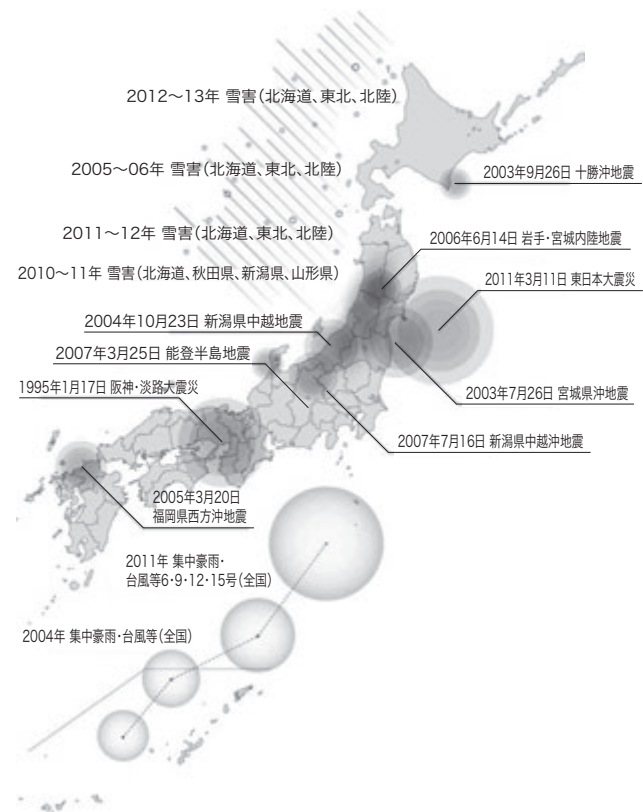 2012～13年 雪害(北海道、東北、北陸)
2005～06年 雪害(北海道、東北、北陸)
2003年9月26日 十勝沖地震
2011～12年 雪害(北海道、東北、北陸)
2006年6月14日 岩手・宮城内陸地震
2010～11年 雪害(北海道、秋田県、新潟県、山形県)
2011年3月11日 東日本大震災
2004年10月23日 新潟県中越地震
2007年3月25日 能登半島地震
1995年1月17日 阪神・淡路大震災
2003年7月26日 宮城県沖地震
2007年7月16日 新潟県中越沖地震
2005年3月20日
福岡県西方沖地震
2011年 集中豪雨・
台風等6・9・12・15号(全国)
2004年 集中豪雨・台風等(全国)